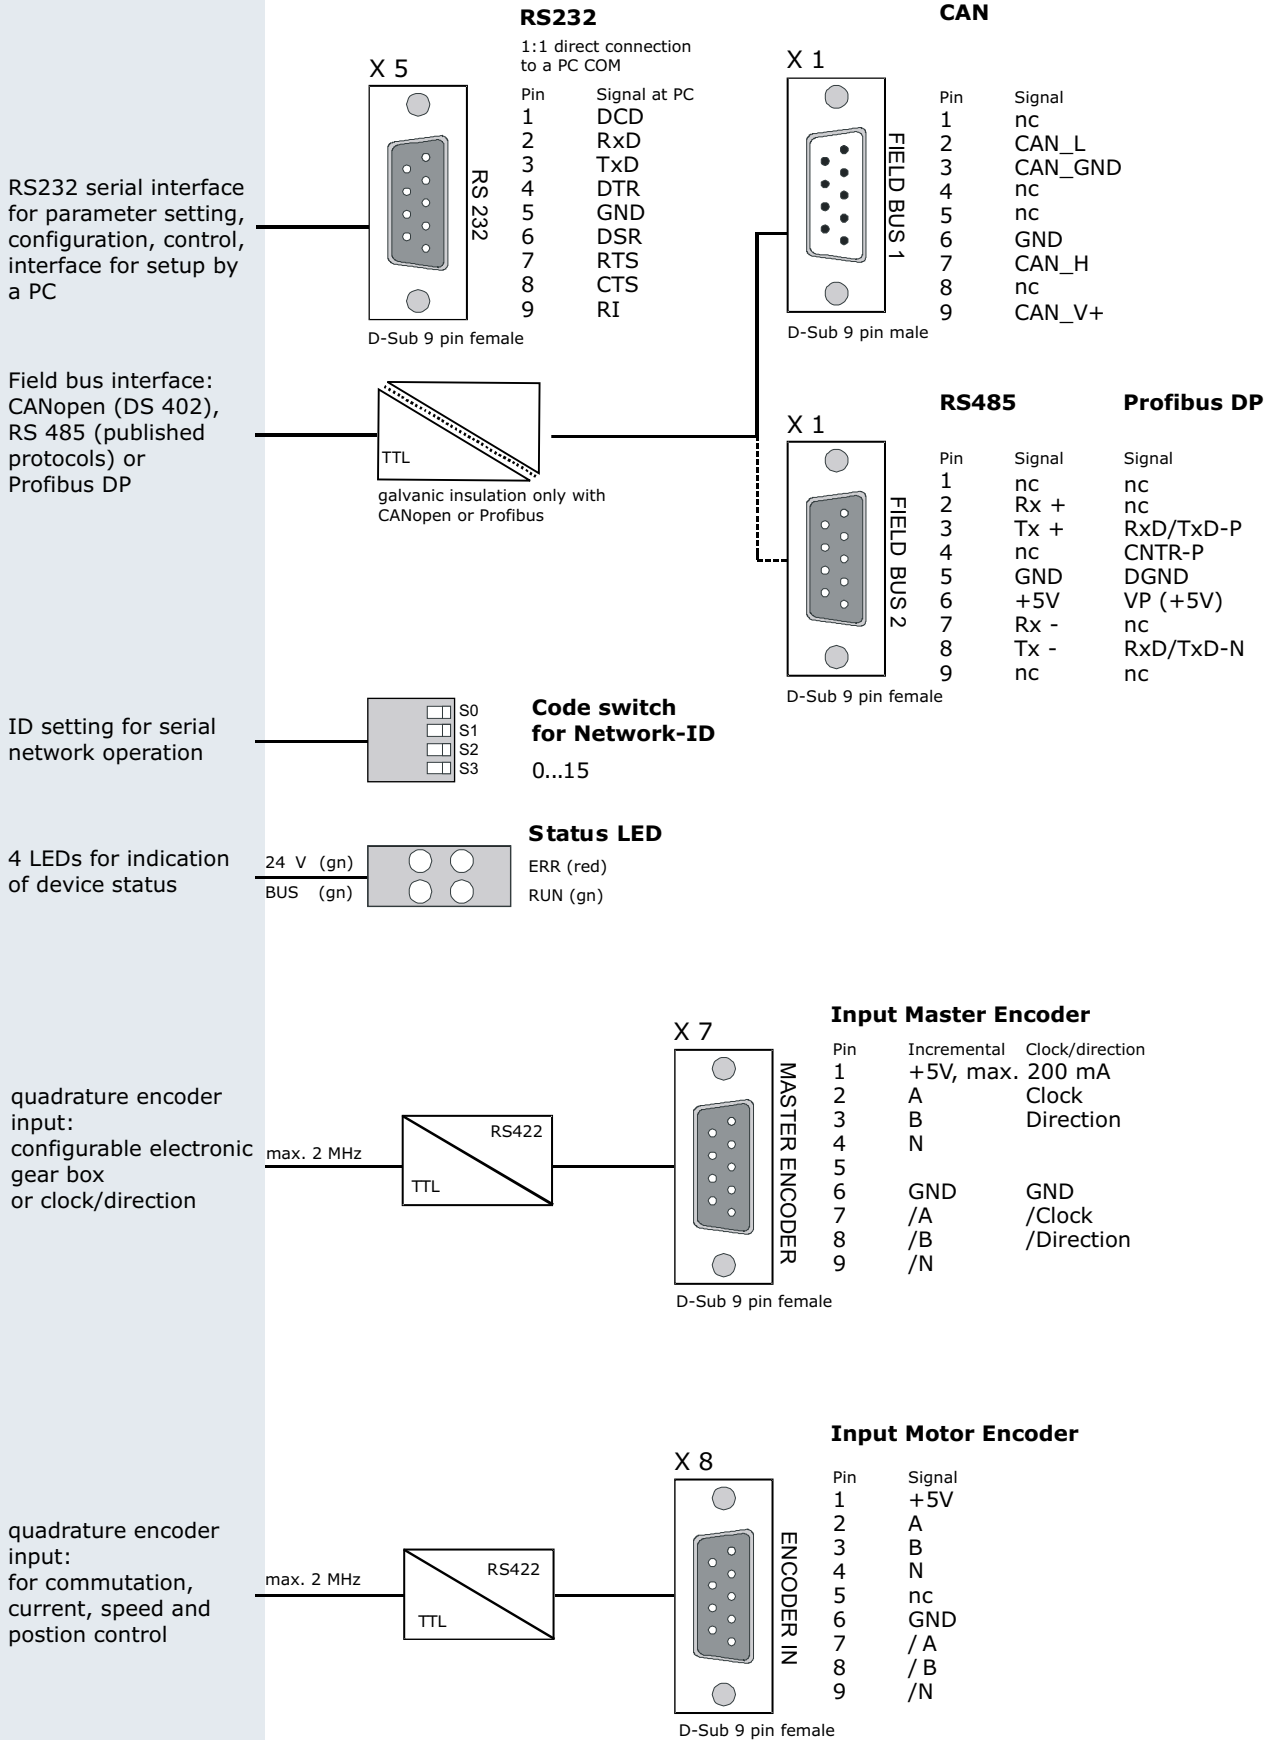 RS232 serial interface
for parameter setting,
configuration, control,
interface for setup by
a PC
X 5
RS 232
D-Sub 9 pin female
RS232
1:1 direct connection
to a PC COM
Pin Signal at PC
1 DCD
2 RxD
3 TxD
4 DTR
5 GND
6 DSR
7 RTS
8 CTS
9 RI
X 1
FIELD BUS 1
D-Sub 9 pin male
CAN
Pin Signal
1 nc
2 CAN_L
3 CAN_GND
4 nc
5 nc
6 GND
7 CAN_H
8 nc
9 CAN_V+
Field bus interface:
CANopen (DS 402),
RS 485 (published
protocols) or
Profibus DP
TTL
galvanic insulation only with
CANopen or Profibus
X 1
FIELD BUS 2
D-Sub 9 pin female
RS485 Profibus DP
Pin Signal Signal
1 nc nc
2 Rx + nc
3 Tx + RxD/TxD-P
4 nc CNTR-P
5 GND DGND
6 +5V VP (+5V)
7 Rx - nc
8 Tx - RxD/TxD-N
9 nc nc
ID setting for serial
network operation
S0
S1
S2
S3
Code switch
for Network-ID
0...15
4 LEDs for indication
of device status
24 V (gn)
BUS (gn)
Status LED
ERR (red)
RUN (gn)
quadrature encoder
input:
configurable electronic
gear box
or clock/direction
max. 2 MHz
RS422
TTL
X 7
MASTER ENCODER
D-Sub 9 pin female
Input Master Encoder
Pin Incremental Clock/direction
1 +5V, max. 200 mA
2 A Clock
3 B Direction
4 N
5
6 GND GND
7 /A /Clock
8 /B /Direction
9 /N
quadrature encoder
input:
for commutation,
current, speed and
postion control
max. 2 MHz
RS422
TTL
X 8
ENCODER IN
D-Sub 9 pin female
Input Motor Encoder
Pin Signal
1 +5V
2 A
3 B
4 N
5 nc
6 GND
7 / A
8 / B
9 /N